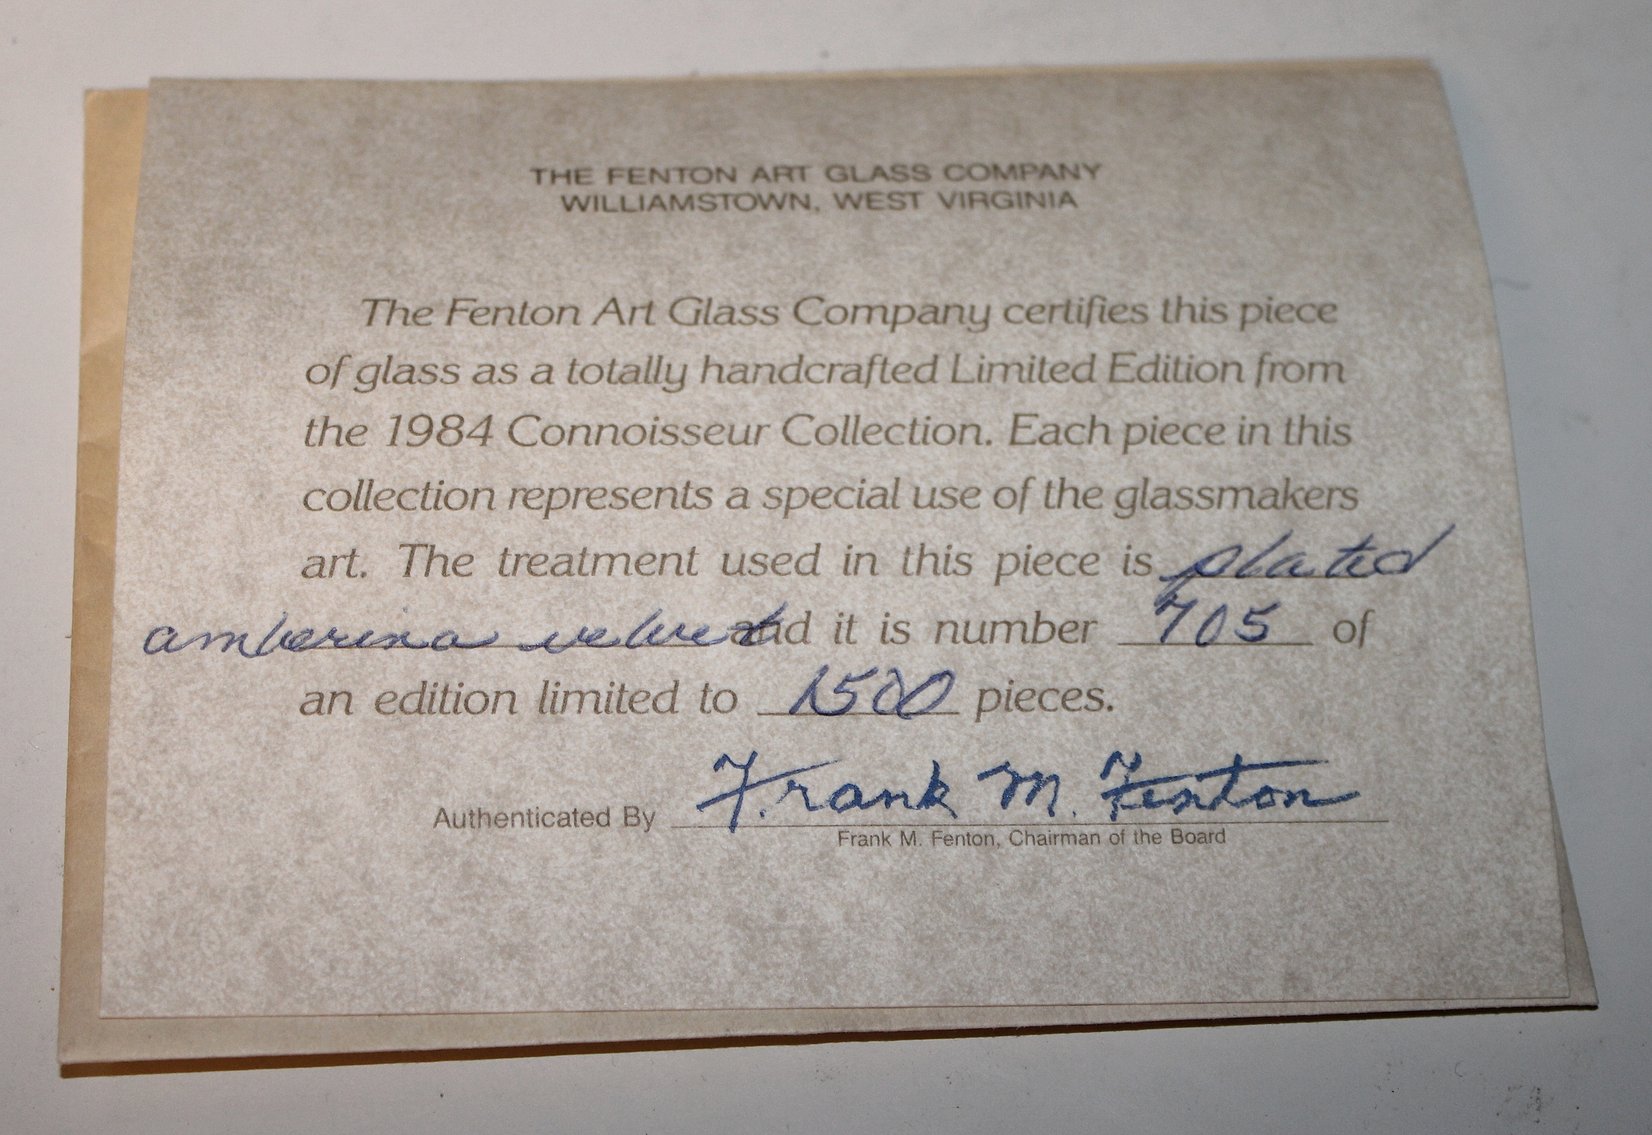 THE FENTON ART GLASS COMPANY
WILLIAMSTOWN, WEST VIRGINIA
The Fenton Art Glass Company certifies this piece
of glass as a totally handcrafted Limited Edition from
the 1984 Connoisseur Collection. Each piece in this
collection represents a special use of the glassmakers
art. The treatment used in this piece is plated
amberina velvet and it is number 705 of
an edition limited to 1500 pieces.
Authenticated By Frank M. Fenton
Frank M. Fenton, Chairman of the Board